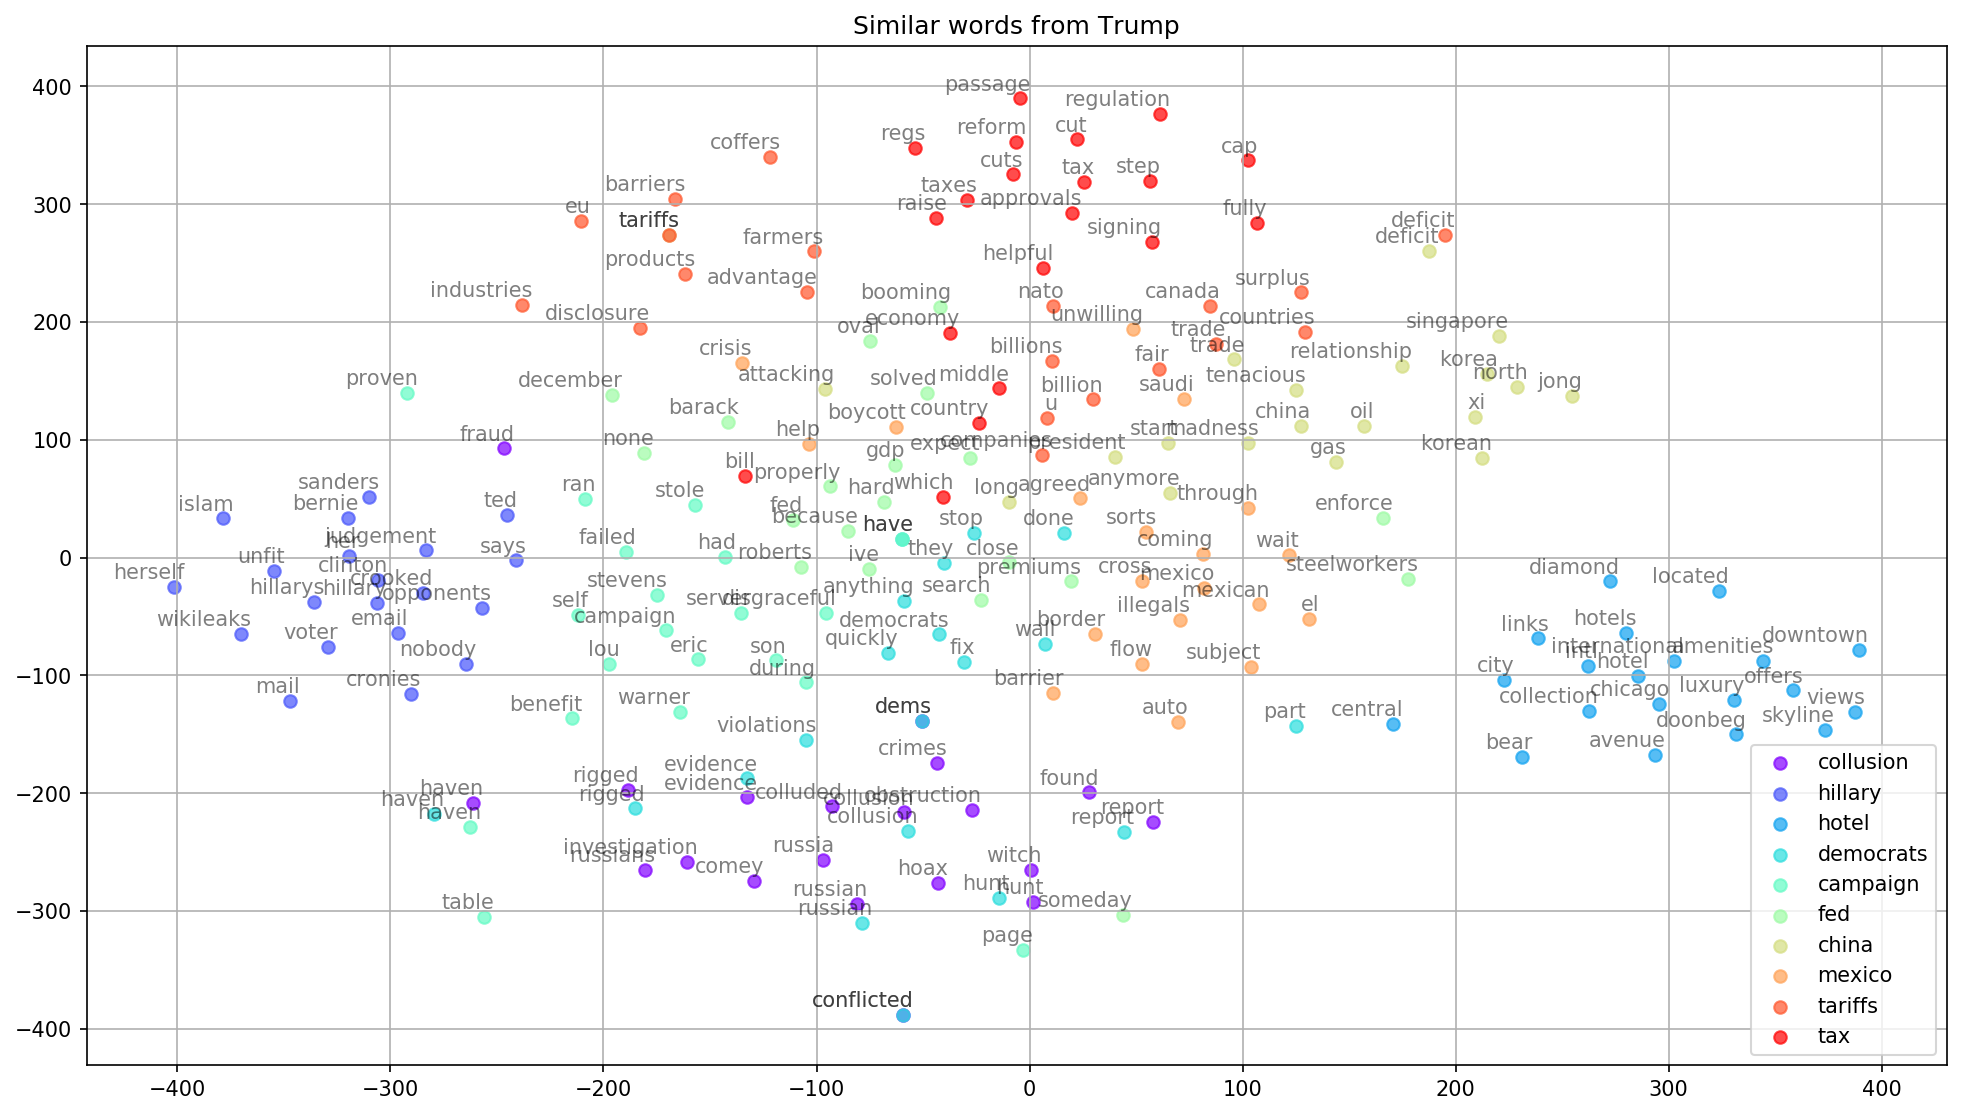 Similar words from Trump
passage
regulation
cut
reform
regs
coffers
cap
cuts
tax
step
taxes
approvals
barriers
raise
eu
fully
tariffs
signing
deficit
farmers
deficit
helpful
products
advantage
surplus
industries
booming
nato
canada
disclosure
economy
unwilling
countries
oval
trade
singapore
crisis
billions
fair
trade
relationship
korea
proven
december
attacking
solved
middle
tenacious
north
billion
saudi
jong
barack
boycott
country
u
china
oil
xi
fraud
none
help
gdp
expect
companies
president
start
madness
gas
korean
bill
properly
sanders
ran
stole
hard
which
long
agreed
anymore
through
islam
bernie
ted
fed
because
have
stop
done
sorts
enforce
her
judgement
unfit
says
failed
had
roberts
ive
they
close
coming
wait
herself
clinton
crooked
hillarys
hillary
opponents
stevens
anything
search
premiums
cross
mexico
mexican
steelworkers
diamond
located
wikileaks
voter
email
self
campaign
server
disgraceful
democrats
wall
border
illegals
el
links
hotels
nobody
lou
eric
son
quickly
fix
flow
subject
intl
international
amenities
downtown
mail
cronies
during
barrier
city
hotel
offers
benefit
warner
dems
auto
part
central
collection
chicago
luxury
views
violations
crimes
bear
avenue
doonbeg
skyline
haven
rigged
evidence
evidence
colluded
collusion
obstruction
found
haven
haven
rigged
collusion
report
report
russians
investigation
comey
russia
hoax
witch
table
russian
russian
hunt
hunt
someday
page
conflicted
collusion
hillary
hotel
democrats
campaign
fed
china
mexico
tariffs
tax
400
300
200
100
0
−100
−200
−300
−400
−400
−300
−200
−100
0
100
200
300
400